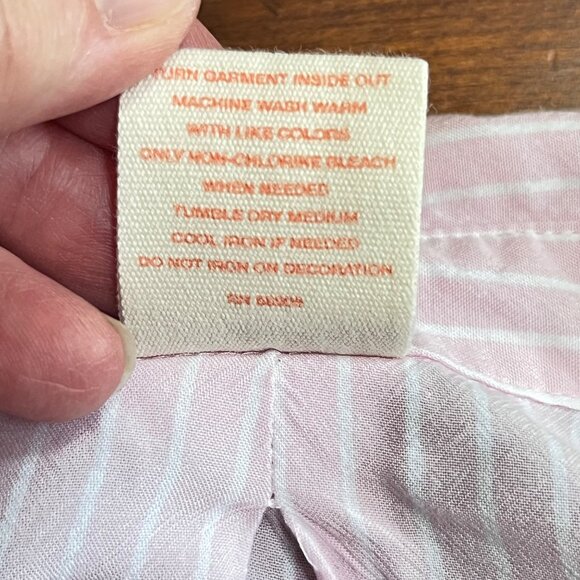 TURN GARMENT INSIDE OUT
MACHINE WASH WARM
WITH LIKE COLORS
ONLY NON-CHLORINE BLEACH
WHEN NEEDED
TUMBLE DRY MEDIUM
COOL IRON IF NEEDED
DO NOT IRON ON DECORATION
RN